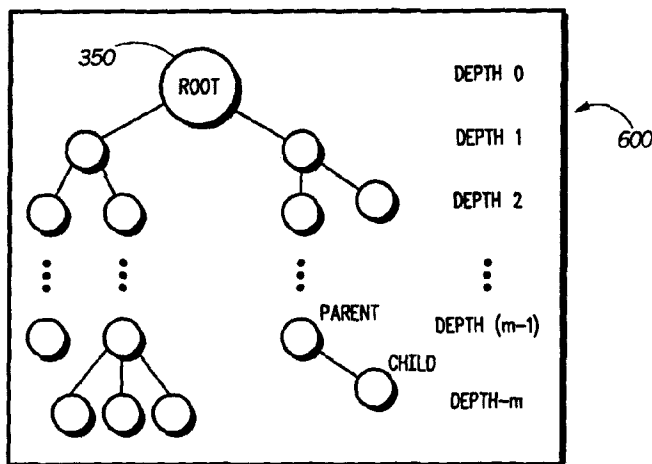 350
ROOT
DEPTH 0
600
DEPTH 1
DEPTH 2
PARENT
DEPTH (m-1)
CHILD
DEPTH-m